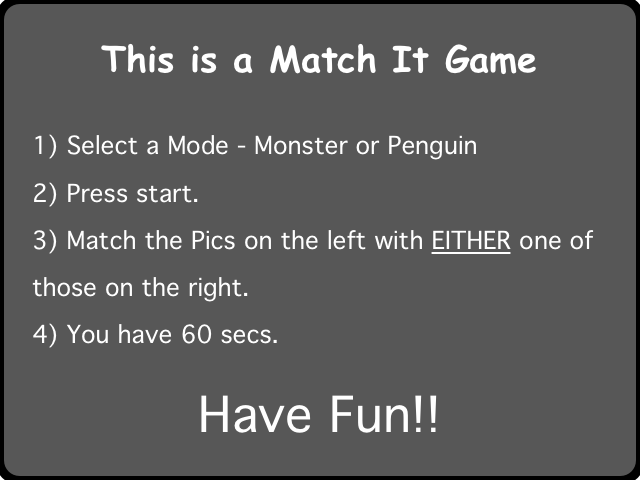 This is a Match It Game
1) Select a Mode - Monster or Penguin
2) Press start.
3) Match the Pics on the left with EITHER one of
those on the right.
4) You have 60 secs.
Have Fun!!